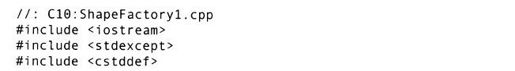 //: C10:ShapeFactory1.cpp
#include <iostream>
#include <stdexcept>
#include <cstddef>